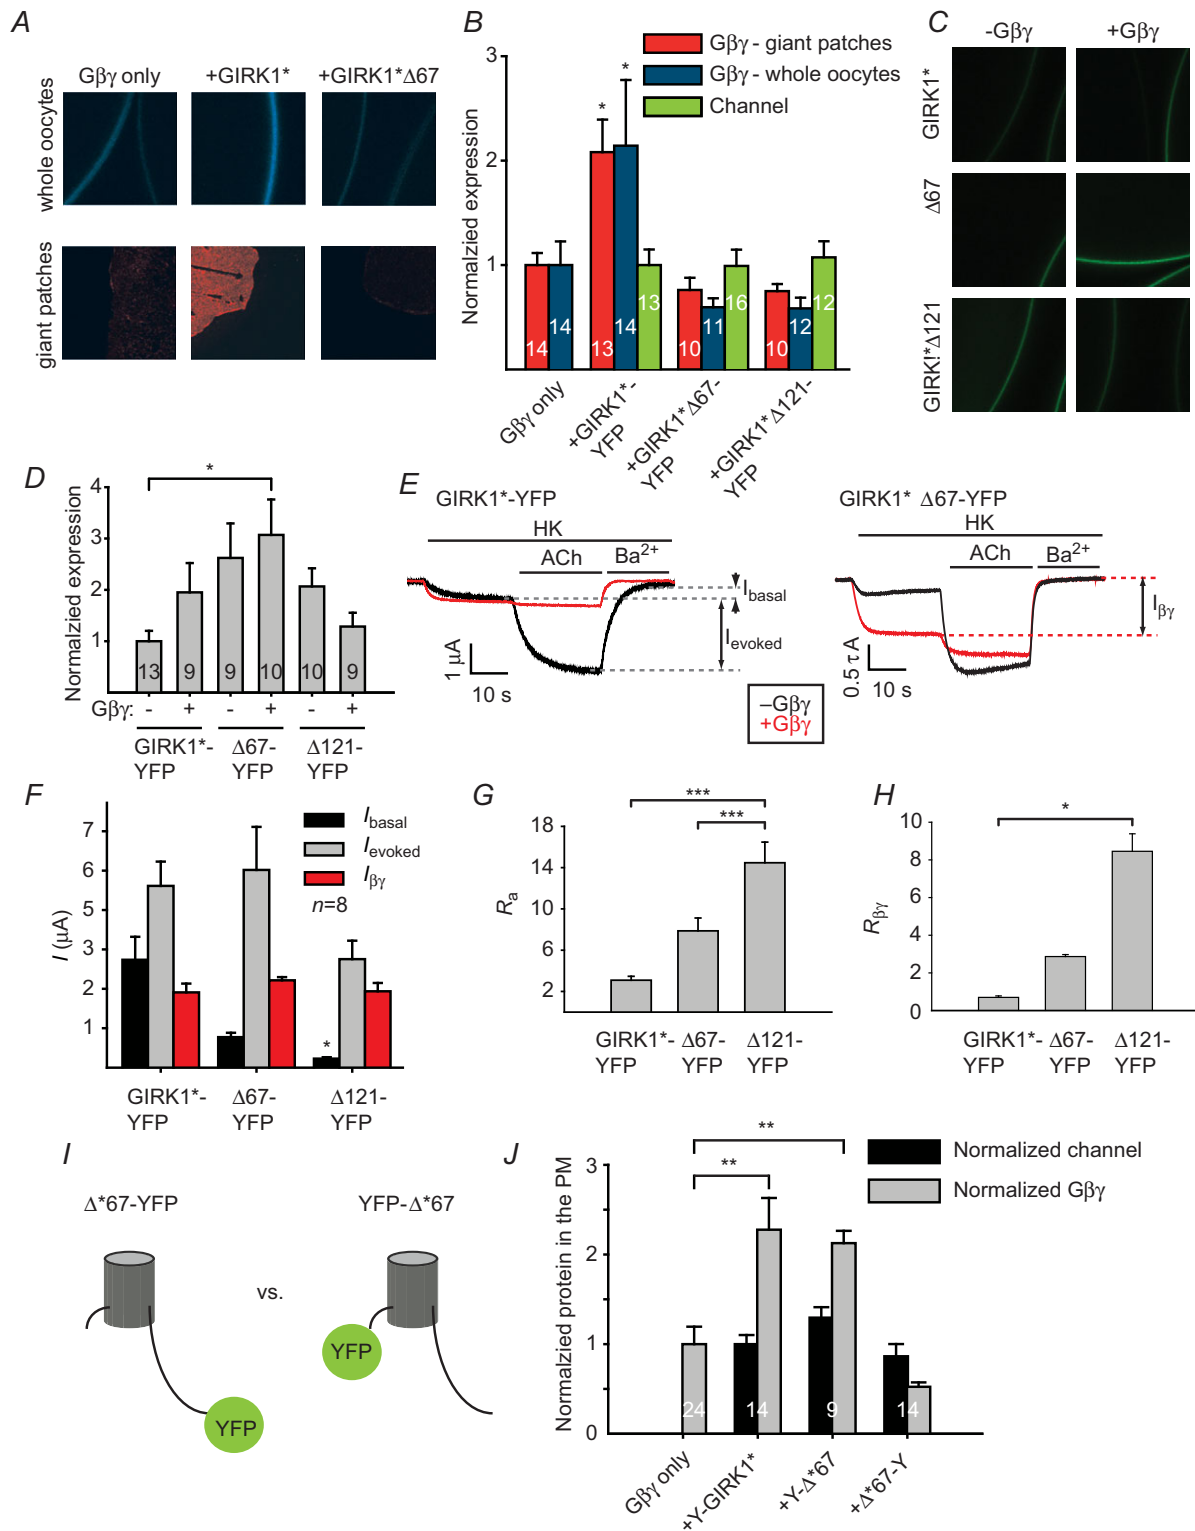 A
Gβγ only
+GIRK1*
+GIRK1*Δ67
whole oocytes
giant patches
B
Gβγ - giant patches
Gβγ - whole oocytes
Channel
Normalzied expression
3
2
1
*
*
14
14
13
14
13
10
11
16
10
12
12
Gβγ only
+GIRK1*-
YFP
+GIRK1*Δ67-
YFP
+GIRK1*Δ121-
YFP
C
-Gβγ
+Gβγ
GIRK1*
Δ67
GIRK!*Δ121
D
Normalzied expression
4
3
2
1
*
13
9
9
10
10
9
Gβγ:
-
+
-
+
-
+
GIRK1*-
YFP
Δ67-
YFP
Δ121-
YFP
E
GIRK1*-YFP
HK
ACh
Ba2+
Ibasal
Ievoked
1 µA
10 s
GIRK1* Δ67-YFP
HK
ACh
Ba2+
Iβγ
0.5 τ A
10 s
–Gβγ
+Gβγ
F
I (µA)
7
6
5
3
2
1
Ibasal
Ievoked
Iβγ
n=8
*
GIRK1*-
YFP
Δ67-
YFP
Δ121-
YFP
G
Ra
18
14
10
6
2
***
***
GIRK1*-
YFP
Δ67-
YFP
Δ121-
YFP
H
Rβγ
10
8
6
4
2
0
*
GIRK1*-
YFP
Δ67-
YFP
Δ121-
YFP
I
Δ*67-YFP
vs.
YFP-Δ*67
YFP
YFP
J
Normalized channel
Normalized Gβγ
Normalzied protein in the PM
3
2
1
0
**
**
24
14
9
14
Gβγ only
+Y-GIRK1*
+Y-Δ*67
+Δ*67-Y